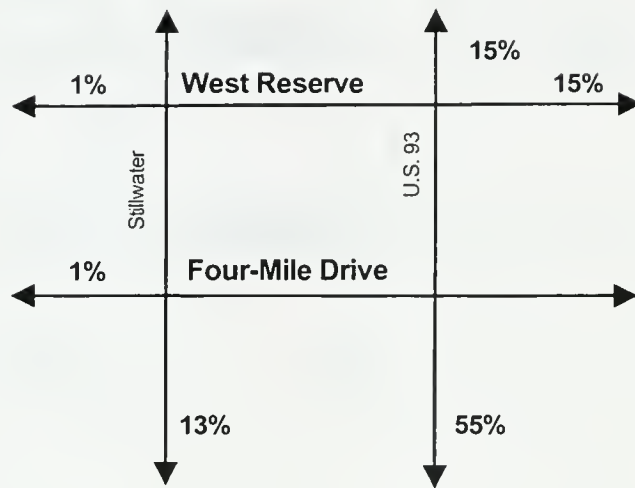 15%
1%
West Reserve
15%
Stillwater
U.S. 93
1%
Four-Mile Drive
13%
55%